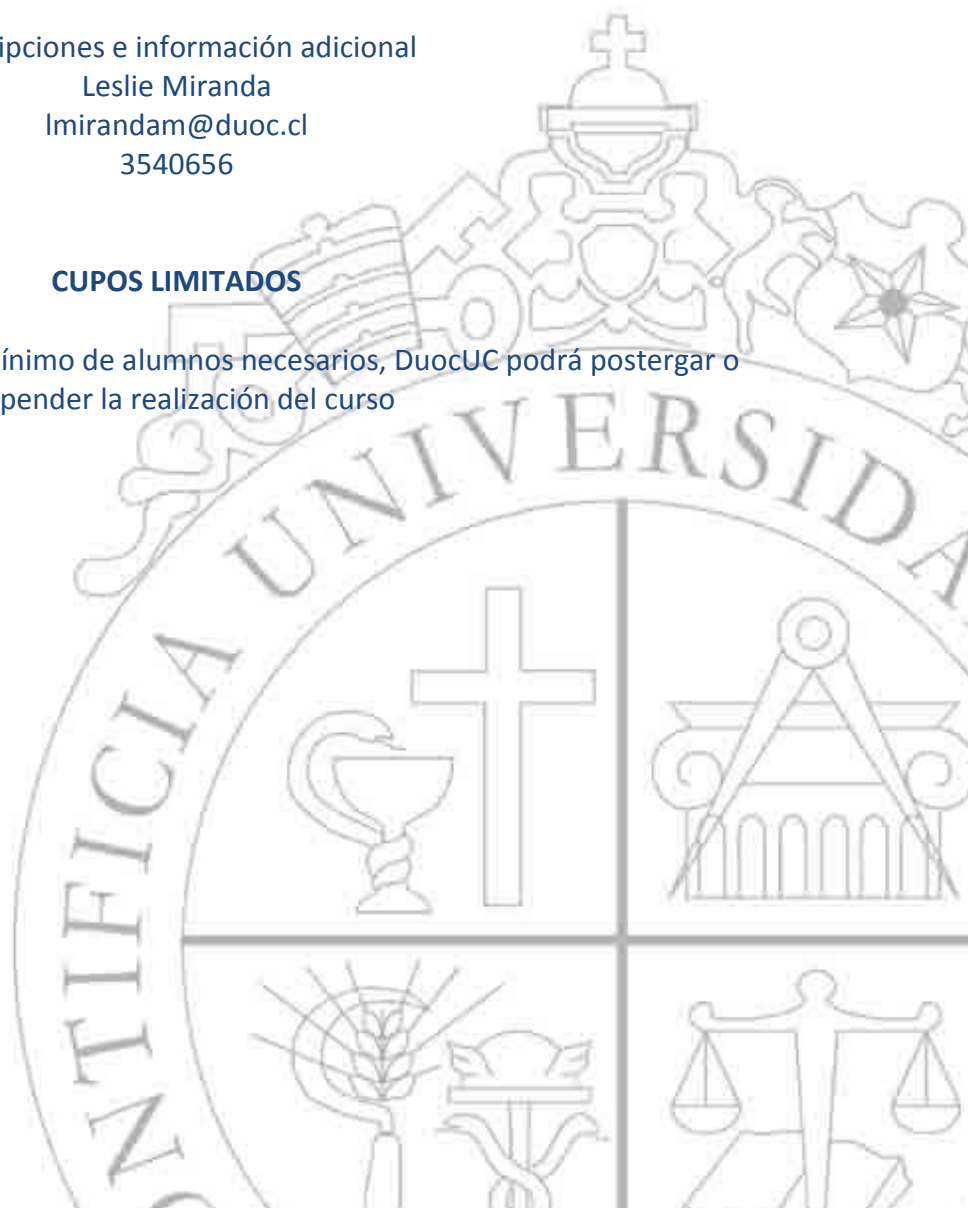 ipciones e información adicional
Leslie Miranda
lmirandam@duoc.cl
3540656
CUPOS LIMITADOS
ínimo de alumnos necesarios, DuocUC podrá postergar o
pender la realización del curso
NTIFICIA UNIVERSIDA